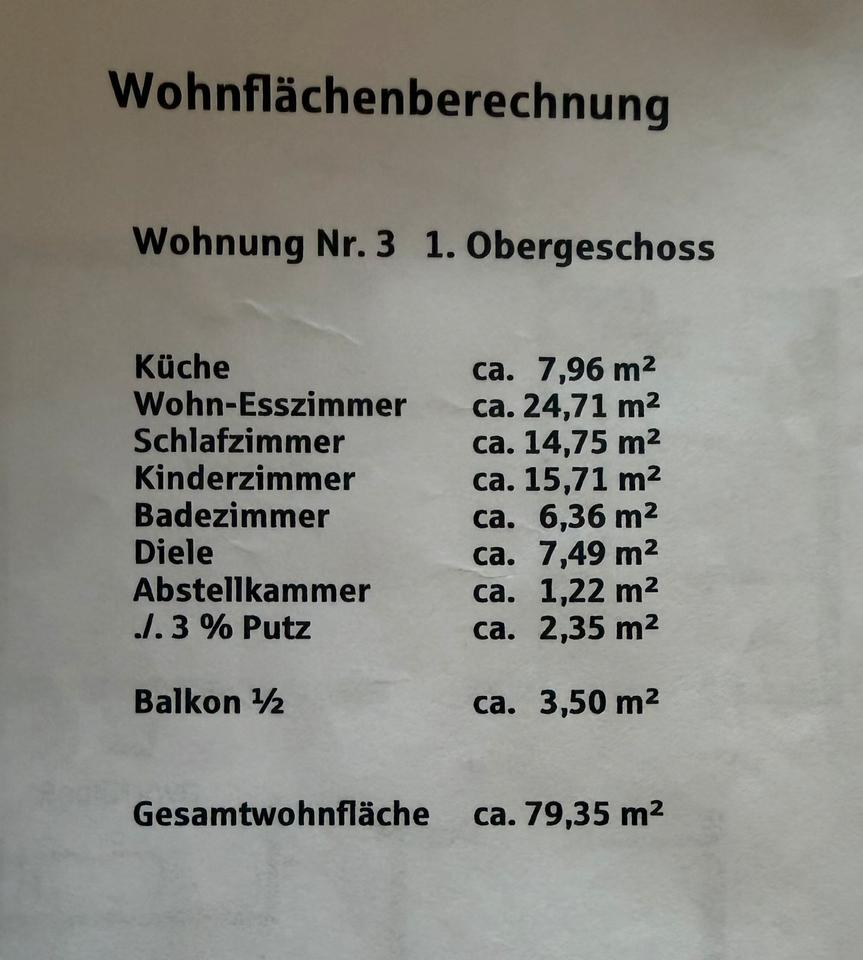 Wohnflächenberechnung
Wohnung Nr. 3 1. Obergeschoss
Küche ca. 7,96 m²
Wohn-Esszimmer ca. 24,71 m²
Schlafzimmer ca. 14,75 m²
Kinderzimmer ca. 15,71 m²
Badezimmer ca. 6,36 m²
Diele ca. 7,49 m²
Abstellkammer ca. 1,22 m²
./. 3 % Putz ca. 2,35 m²
Balkon ½ ca. 3,50 m²
Gesamtwohnfläche ca. 79,35 m²